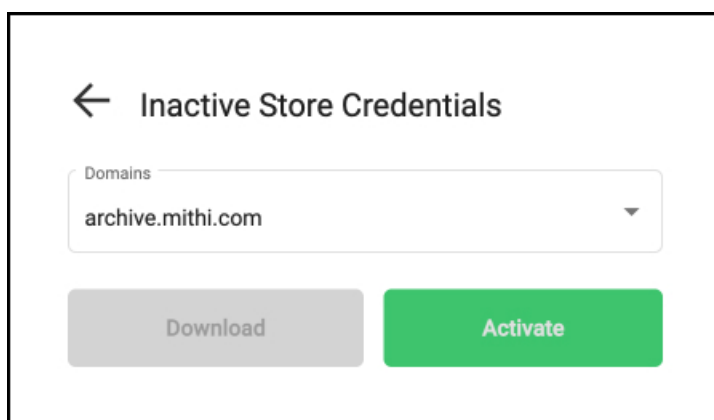 Inactive Store Credentials
Domains
archive.mithi.com
Download Activate